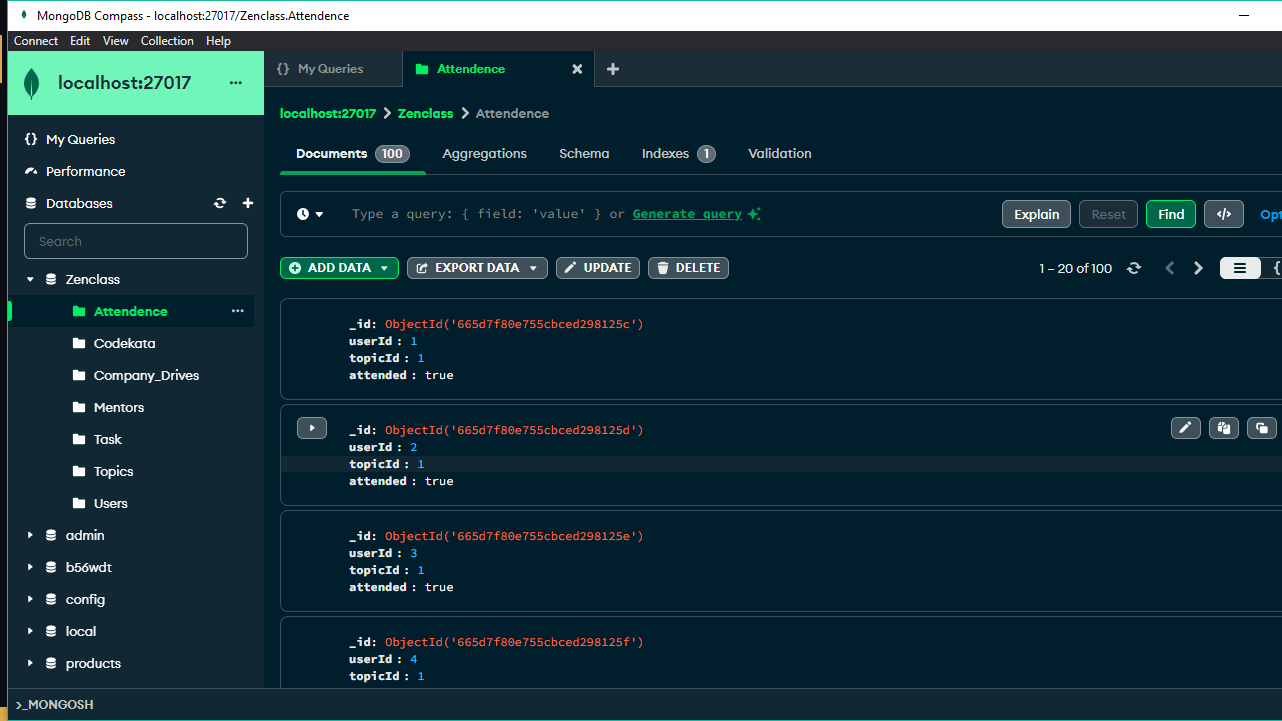 MongoDB Compass - localhost:27017/Zenclass.Attendence
Connect Edit View Collection Help
localhost:27017 ...
{} My Queries
Performance
Databases
Search
Zenclass
Attendence ...
Codekata
Company_Drives
Mentors
Task
Topics
Users
admin
b56wdt
config
local
products
{} My Queries
Attendence
localhost:27017 > Zenclass > Attendence
Documents 100 Aggregations Schema Indexes 1 Validation
Type a query: { field: 'value' } or Generate query
Explain Reset Find </> Opt
ADD DATA EXPORT DATA UPDATE DELETE
1 – 20 of 100
{
_id: ObjectId('665d7f80e755cbced298125c')
userId : 1
topicId : 1
attended : true
_id: ObjectId('665d7f80e755cbced298125d')
userId : 2
topicId : 1
attended : true
_id: ObjectId('665d7f80e755cbced298125e')
userId : 3
topicId : 1
attended : true
_id: ObjectId('665d7f80e755cbced298125f')
userId : 4
topicId : 1
>_MONGOSH